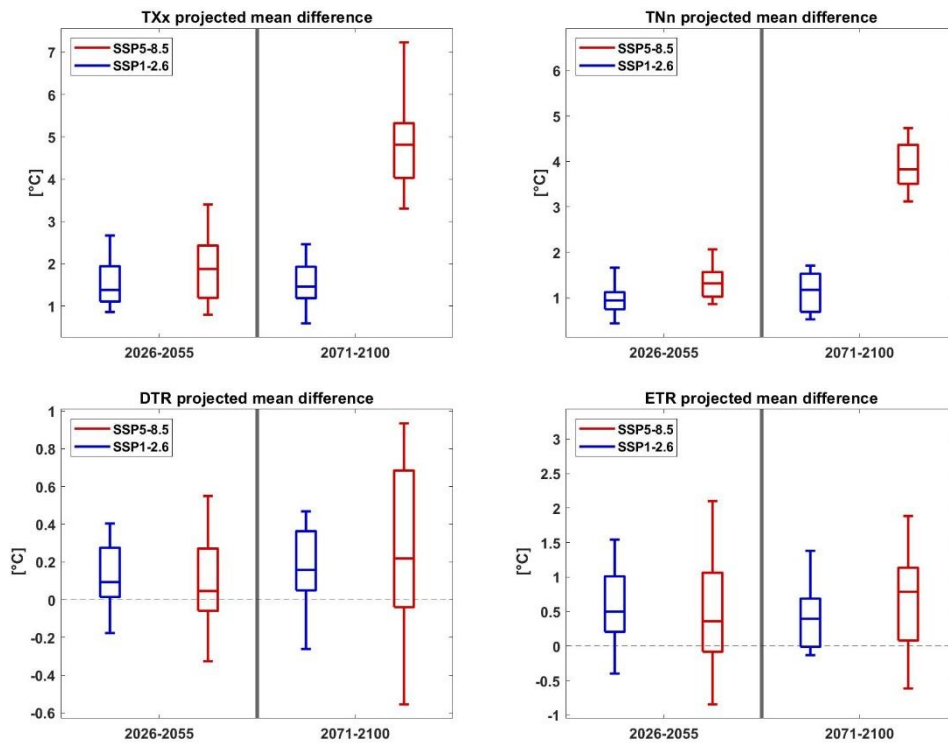 TXx projected mean difference
SSP5-8.5
SSP1-2.6
[°C]
7
6
5
4
3
2
1
2026-2055
2071-2100
TNn projected mean difference
SSP5-8.5
SSP1-2.6
[°C]
6
5
4
3
2
1
2026-2055
2071-2100
DTR projected mean difference
SSP5-8.5
SSP1-2.6
[°C]
1
0.8
0.6
0.4
0.2
0
-0.2
-0.4
-0.6
2026-2055
2071-2100
ETR projected mean difference
SSP5-8.5
SSP1-2.6
[°C]
3
2.5
2
1.5
1
0.5
0
-0.5
-1
2026-2055
2071-2100